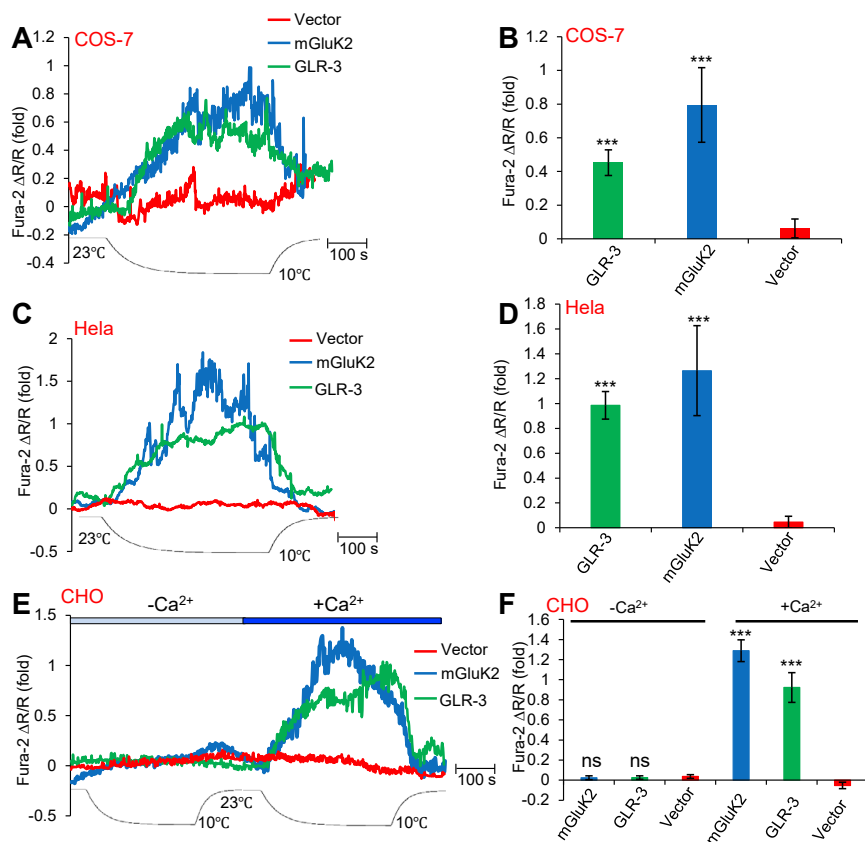 A
COS-7
Vector
mGluK2
GLR-3
Fura-2 ΔR/R (fold)
1.2
1
0.8
0.6
0.4
0.2
0
-0.2
-0.4
23℃
10℃
100 s
B
COS-7
Fura-2 ΔR/R (fold)
1.2
1
0.8
0.6
0.4
0.2
0
***
***
GLR-3
mGluK2
Vector
C
Hela
Vector
mGluK2
GLR-3
Fura-2 ΔR/R (fold)
2
1.5
1
0.5
0
-0.5
23℃
10℃
100 s
D
Hela
Fura-2 ΔR/R (fold)
1.8
1.6
1.4
1.2
1
0.8
0.6
0.4
0.2
0
***
***
GLR-3
mGluK2
Vector
E
CHO
-Ca²⁺
+Ca²⁺
Vector
mGluK2
GLR-3
Fura-2 ΔR/R (fold)
1.5
1
0.5
0
-0.5
10℃
23℃
10℃
100 s
F
CHO
-Ca²⁺
+Ca²⁺
Fura-2 ΔR/R (fold)
1.6
1.4
1.2
1
0.8
0.6
0.4
0.2
0
-0.2
ns
ns
***
***
mGluK2
GLR-3
Vector
mGluK2
GLR-3
Vector